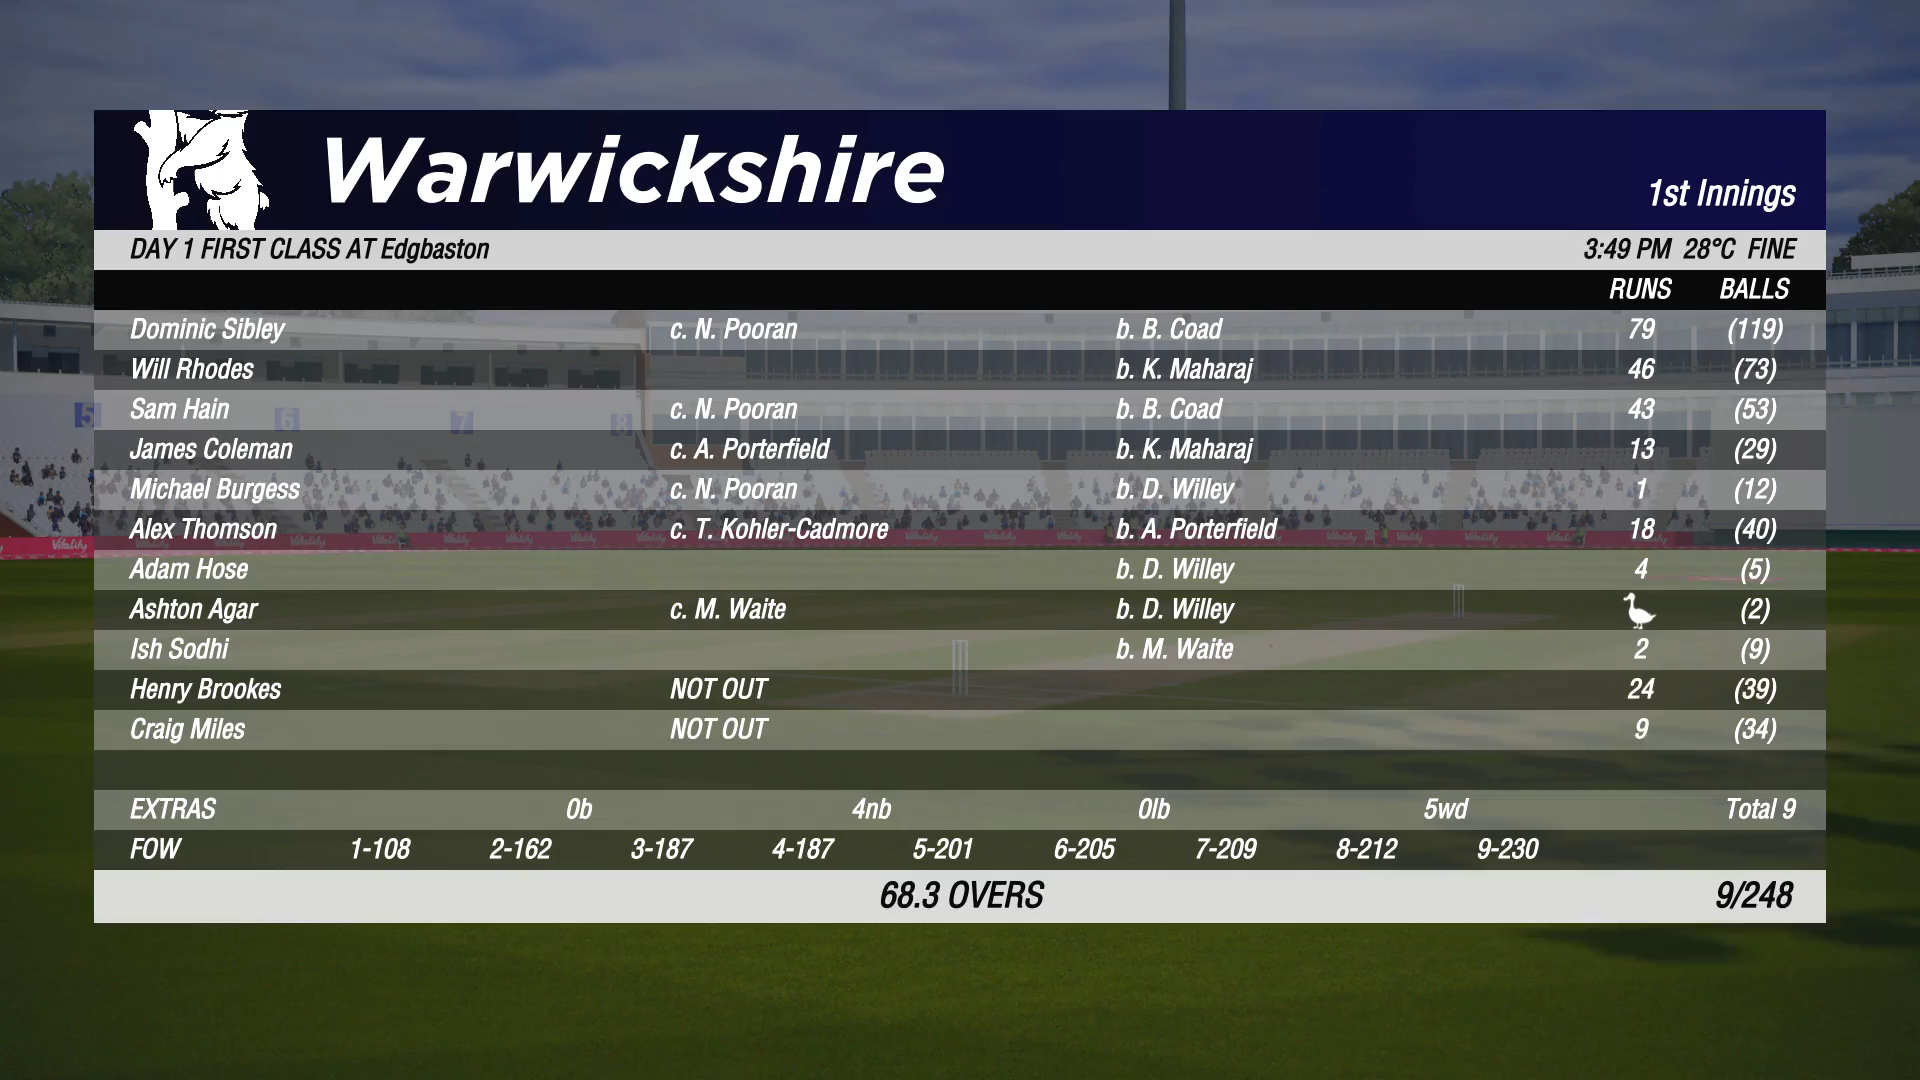 Warwickshire
1st Innings
DAY 1 FIRST CLASS AT Edgbaston 3:49 PM 28°C FINE
RUNS BALLS
Dominic Sibley c. N. Pooran b. B. Coad 79 (119)
Will Rhodes b. K. Maharaj 46 (73)
Sam Hain c. N. Pooran b. B. Coad 43 (53)
James Coleman c. A. Porterfield b. K. Maharaj 13 (29)
Michael Burgess c. N. Pooran b. D. Willey 1 (12)
Alex Thomson c. T. Kohler-Cadmore b. A. Porterfield 18 (40)
Adam Hose b. D. Willey 4 (5)
Ashton Agar c. M. Waite b. D. Willey (2)
Ish Sodhi b. M. Waite 2 (9)
Henry Brookes NOT OUT 24 (39)
Craig Miles NOT OUT 9 (34)
EXTRAS 0b 4nb 0lb 5wd Total 9
FOW 1-108 2-162 3-187 4-187 5-201 6-205 7-209 8-212 9-230
68.3 OVERS 9/248
5 6 7 8
Vitality